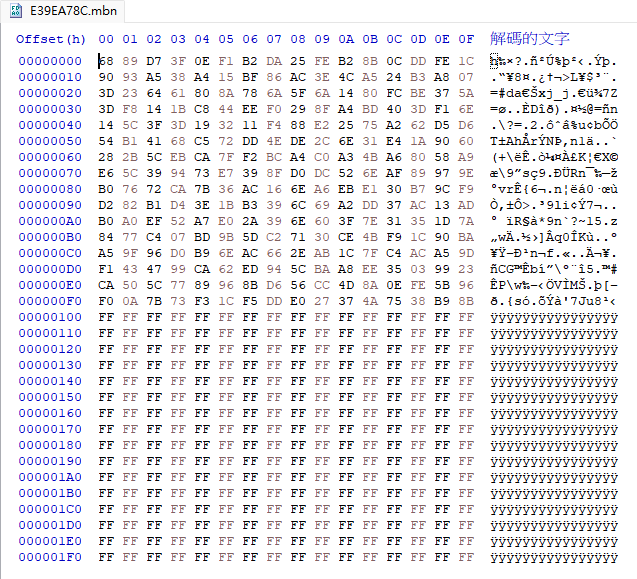 E39EA78C.mbn
Offset(h) 00 01 02 03 04 05 06 07 08 09 0A 0B 0C 0D 0E 0F 解碼的文字
00000000 68 89 D7 3F 0E F1 B2 DA 25 FE B2 8B 0C DD FE 1C h‰×?.ñ²Ú%þ²‹.Ýþ.
00000010 90 93 A5 38 A4 15 BF 86 AC 3E 4C A5 24 B3 A8 07 .“¥8¤.¿†¬>L¥$³¨.
00000020 3D 23 64 61 80 8A 78 6A 5F 6A 14 80 FC BE 37 5A =#da€Šxj_j.€ü¾7Z
00000030 3D F8 14 1B C8 44 EE F0 29 8F A4 BD 40 3D F1 6E =ø..ÈDîð).¤½@=ñn
00000040 14 5C 3F 3D 19 32 11 F4 88 E2 25 75 A2 62 D5 D6 .\?=.2.ôˆâ%u¢bÕÖ
00000050 54 B1 41 68 C5 72 DD 4E DE 2C 6E 31 E4 1A 90 60 T±AhÅrÝNÞ,n1ä..`
00000060 28 2B 5C EB CA 7F F2 BC A4 C0 A3 4B A6 80 58 A9 (+\ëÊ.ò¼¤À£K¦€X©
00000070 E6 5C 39 94 73 E7 39 8F D0 DC 52 6E AF 89 97 9E æ\9”sç9.ÐÜRn¯‰—ž
00000080 B0 76 72 CA 7B 36 AC 16 6E A6 EB E1 30 B7 9C F9 °vrÊ{6¬.n¦ëá0·œù
00000090 D2 82 B1 D4 3E 1B B3 39 6C 69 A2 DD 37 AC 13 AD Ò‚±Ô>.³9li¢Ý7¬..
000000A0 B0 A0 EF 52 A7 E0 2A 39 6E 60 3F 7E 31 35 1D 7A ° ïR§à*9n`?~15.z
000000B0 84 77 C4 07 BD 9B 5D C2 71 30 CE 4B F9 1C 90 BA „wÄ.½›]Âq0ÎKù..º
000000C0 A5 9F 96 D0 B9 6E AC 66 2E AB 1C 7F C4 AC A5 9D ¥Ÿ–Ð¹n¬f.«..Ä¬¥.
000000D0 F1 43 47 99 CA 62 ED 94 5C BA A8 EE 35 03 99 23 ñCG™Êbí”\º¨î5.™#
000000E0 CA 50 5C 77 89 96 8B D6 56 CC 4D 8A 0E FE 5B 96 ÊP\w‰–‹ÖVÌMŠ.þ[–
000000F0 F0 0A 7B 73 F3 1C F5 DD E0 27 37 4A 75 38 B9 8B ð.{só.õÝà'7Ju8¹‹
00000100 FF FF FF FF FF FF FF FF FF FF FF FF FF FF FF FF ÿÿÿÿÿÿÿÿÿÿÿÿÿÿÿÿ
00000110 FF FF FF FF FF FF FF FF FF FF FF FF FF FF FF FF ÿÿÿÿÿÿÿÿÿÿÿÿÿÿÿÿ
00000120 FF FF FF FF FF FF FF FF FF FF FF FF FF FF FF FF ÿÿÿÿÿÿÿÿÿÿÿÿÿÿÿÿ
00000130 FF FF FF FF FF FF FF FF FF FF FF FF FF FF FF FF ÿÿÿÿÿÿÿÿÿÿÿÿÿÿÿÿ
00000140 FF FF FF FF FF FF FF FF FF FF FF FF FF FF FF FF ÿÿÿÿÿÿÿÿÿÿÿÿÿÿÿÿ
00000150 FF FF FF FF FF FF FF FF FF FF FF FF FF FF FF FF ÿÿÿÿÿÿÿÿÿÿÿÿÿÿÿÿ
00000160 FF FF FF FF FF FF FF FF FF FF FF FF FF FF FF FF ÿÿÿÿÿÿÿÿÿÿÿÿÿÿÿÿ
00000170 FF FF FF FF FF FF FF FF FF FF FF FF FF FF FF FF ÿÿÿÿÿÿÿÿÿÿÿÿÿÿÿÿ
00000180 FF FF FF FF FF FF FF FF FF FF FF FF FF FF FF FF ÿÿÿÿÿÿÿÿÿÿÿÿÿÿÿÿ
00000190 FF FF FF FF FF FF FF FF FF FF FF FF FF FF FF FF ÿÿÿÿÿÿÿÿÿÿÿÿÿÿÿÿ
000001A0 FF FF FF FF FF FF FF FF FF FF FF FF FF FF FF FF ÿÿÿÿÿÿÿÿÿÿÿÿÿÿÿÿ
000001B0 FF FF FF FF FF FF FF FF FF FF FF FF FF FF FF FF ÿÿÿÿÿÿÿÿÿÿÿÿÿÿÿÿ
000001C0 FF FF FF FF FF FF FF FF FF FF FF FF FF FF FF FF ÿÿÿÿÿÿÿÿÿÿÿÿÿÿÿÿ
000001D0 FF FF FF FF FF FF FF FF FF FF FF FF FF FF FF FF ÿÿÿÿÿÿÿÿÿÿÿÿÿÿÿÿ
000001E0 FF FF FF FF FF FF FF FF FF FF FF FF FF FF FF FF ÿÿÿÿÿÿÿÿÿÿÿÿÿÿÿÿ
000001F0 FF FF FF FF FF FF FF FF FF FF FF FF FF FF FF FF ÿÿÿÿÿÿÿÿÿÿÿÿÿÿÿÿ